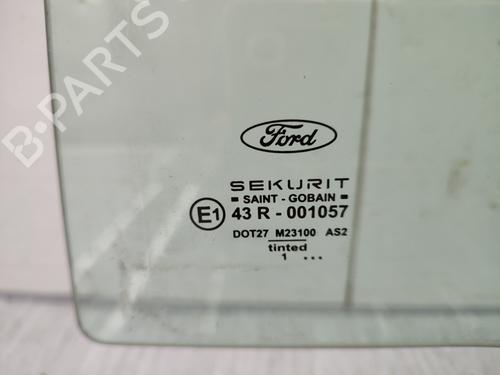 B-PARTS
Ford
SEKURIT
SAINT - GOBAIN
E1 43 R - 001057
DOT27 M23100 AS2
tinted
1 ...